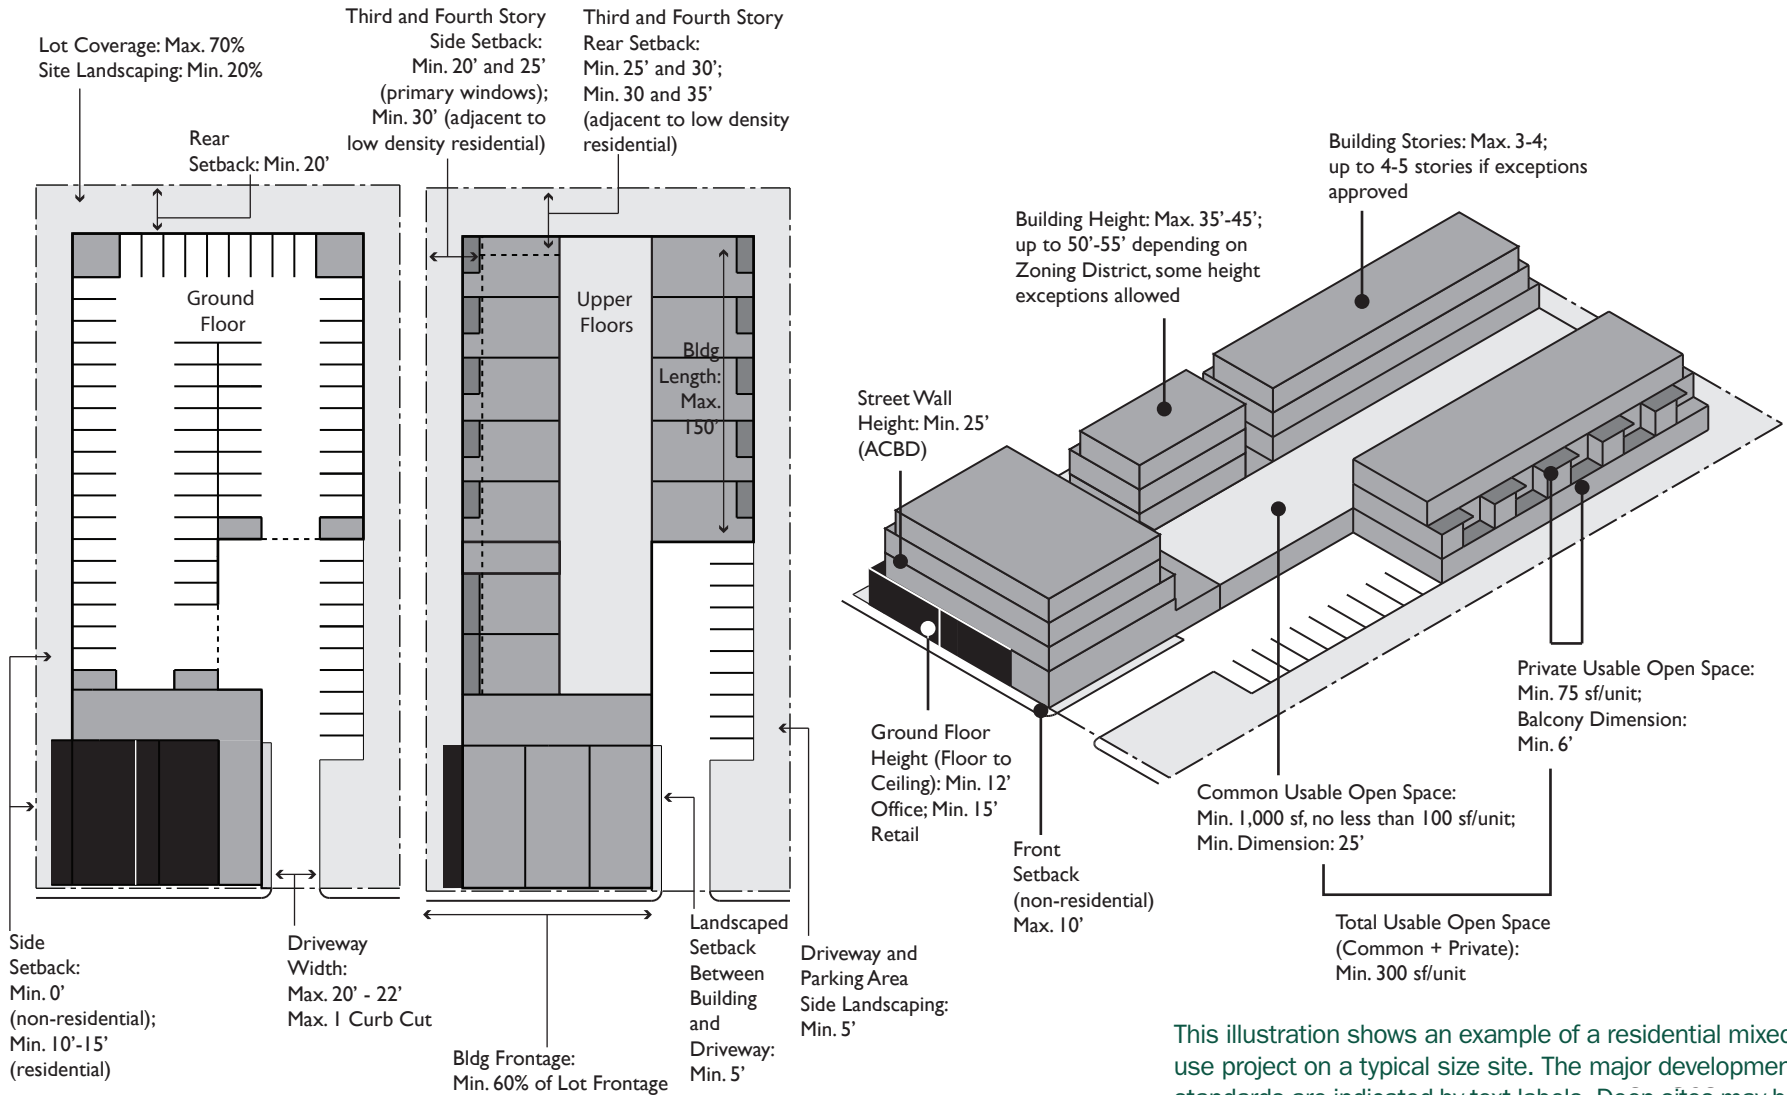 Lot Coverage: Max. 70%
Site Landscaping: Min. 20%
Rear
Setback: Min. 20’
Third and Fourth Story
Side Setback:
Min. 20’ and 25’
(primary windows);
Min. 30’ (adjacent to
low density residential)
Third and Fourth Story
Rear Setback:
Min. 25’ and 30’;
Min. 30 and 35’
(adjacent to low density
residential)
Ground
Floor
Upper
Floors
Bldg
Length:
Max.
150’
Side
Setback:
Min. 0’
(non-residential);
Min. 10’-15’
(residential)
Driveway
Width:
Max. 20’ - 22’
Max. 1 Curb Cut
Bldg Frontage:
Min. 60% of Lot Frontage
Landscaped
Setback
Between
Building
and
Driveway:
Min. 5’
Driveway and
Parking Area
Side Landscaping:
Min. 5’
Building Stories: Max. 3-4;
up to 4-5 stories if exceptions
approved
Building Height: Max. 35’-45’;
up to 50’-55’ depending on
Zoning District, some height
exceptions allowed
Street Wall
Height: Min. 25’
(ACBD)
Ground Floor
Height (Floor to
Ceiling): Min. 12’
Office; Min. 15’
Retail
Front
Setback
(non-residential)
Max. 10’
Private Usable Open Space:
Min. 75 sf/unit;
Balcony Dimension:
Min. 6’
Common Usable Open Space:
Min. 1,000 sf, no less than 100 sf/unit;
Min. Dimension: 25’
Total Usable Open Space
(Common + Private):
Min. 300 sf/unit
This illustration shows an example of a residential mixed
use project on a typical size site. The major developmen
standards are indicated by text labels. Deep sites may b